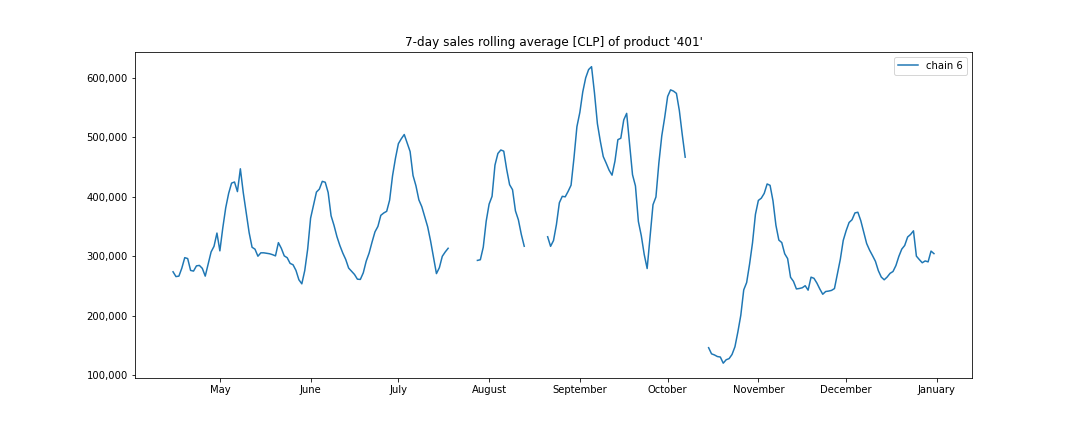 7-day sales rolling average [CLP] of product '401'
chain 6
600,000
500,000
400,000
300,000
200,000
100,000
May June July August September October November December January